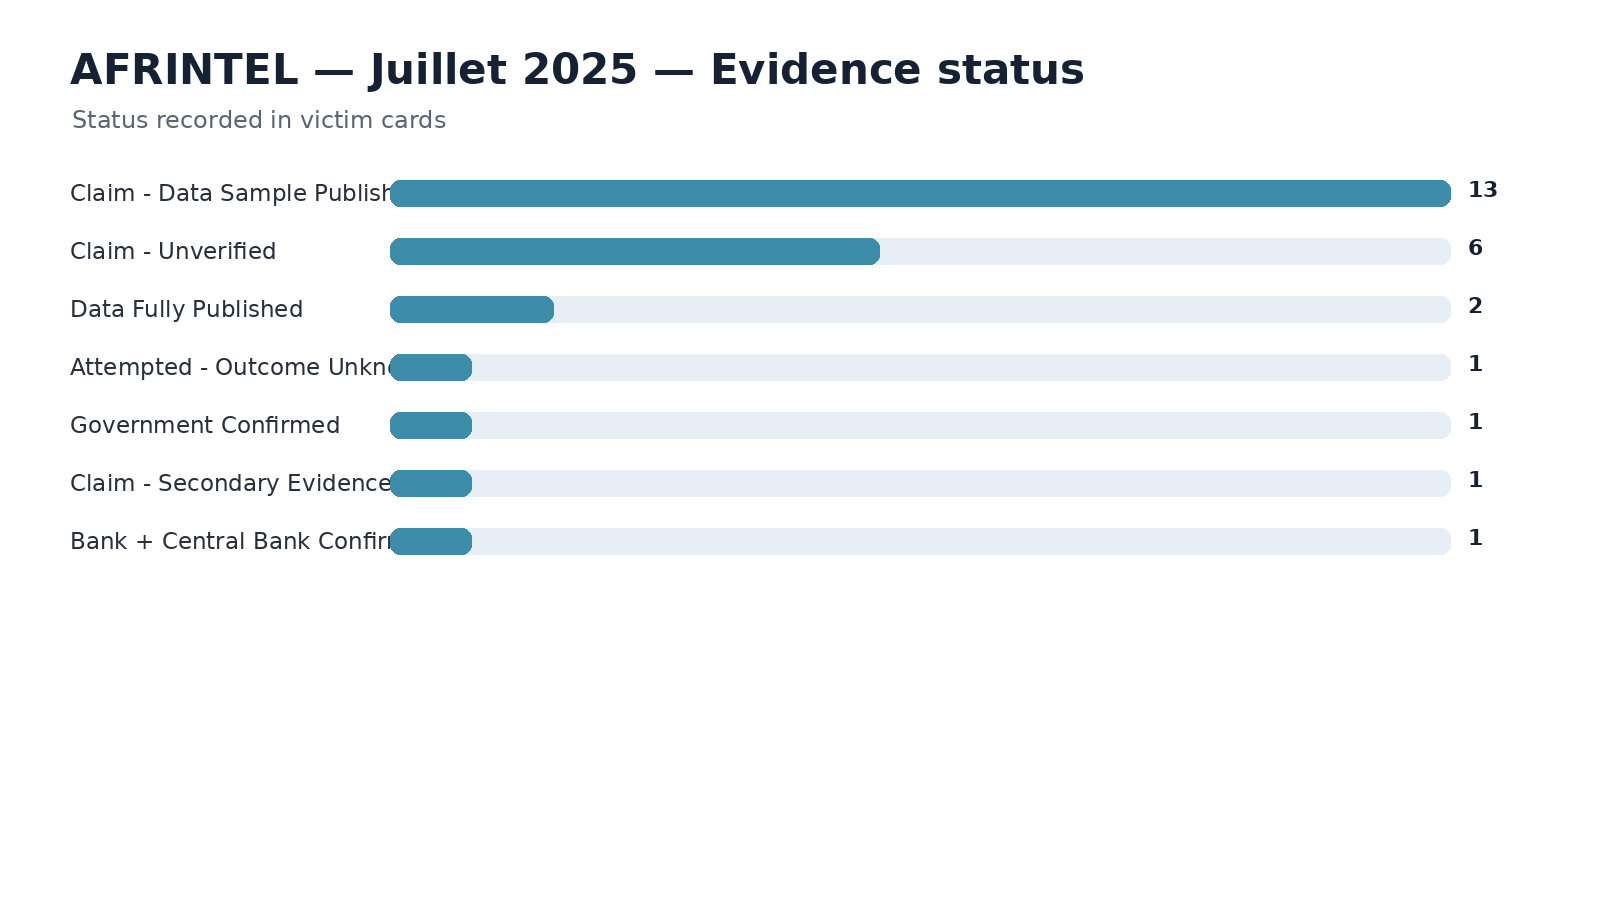 AFRINTEL — Juillet 2025 — Evidence status
Status recorded in victim cards
Claim - Data Sample Publish 13
Claim - Unverified 6
Data Fully Published 2
Attempted - Outcome Unkn 1
Government Confirmed 1
Claim - Secondary Evidence 1
Bank + Central Bank Confir 1